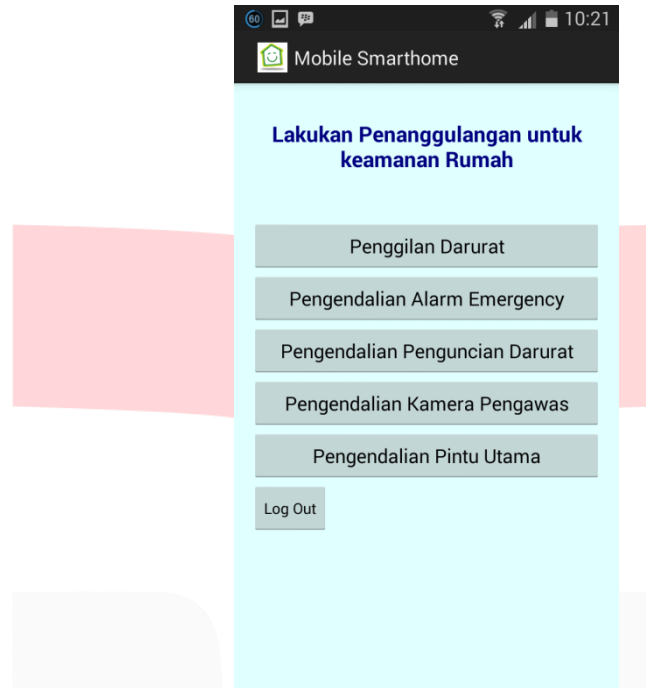 60
10:21
Mobile Smarthome
Lakukan Penanggulangan untuk
keamanan Rumah
Penggilan Darurat
Pengendalian Alarm Emergency
Pengendalian Penguncian Darurat
Pengendalian Kamera Pengawas
Pengendalian Pintu Utama
Log Out